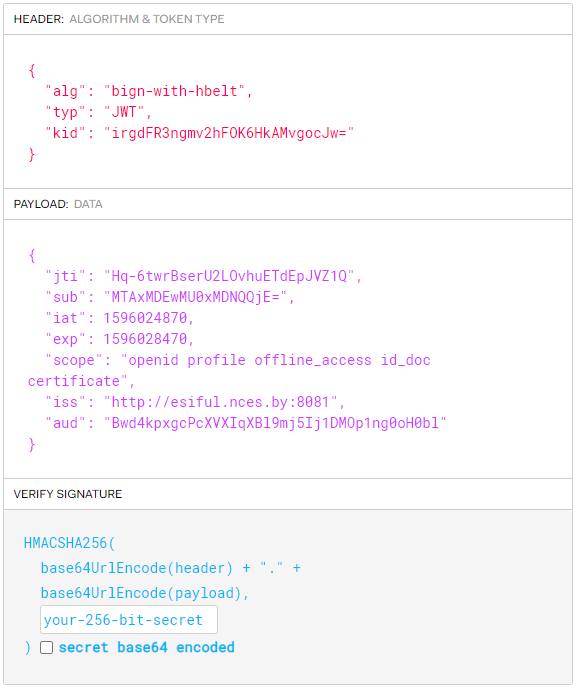 HEADER: ALGORITHM & TOKEN TYPE
{
"alg": "bign-with-hbelt",
"typ": "JWT",
"kid": "irgdFR3ngmv2hFOK6HkAMvgocJw="
}
PAYLOAD: DATA
{
"jti": "Hq-6twrBserU2LOvhuETdEpJVZ1Q",
"sub": "MTAxMDEwMU0xMDNQQjE=",
"iat": 1596024870,
"exp": 1596028470,
"scope": "openid profile offline_access id_doc
certificate",
"iss": "http://esiful.nces.by:8081",
"aud": "Bwd4kpxgcPcXVXIqXBl9mj5Ij1DMOp1ng0oH0bl"
}
VERIFY SIGNATURE
HMACSHA256(
base64UrlEncode(header) + "." +
base64UrlEncode(payload),
your-256-bit-secret
) secret base64 encoded